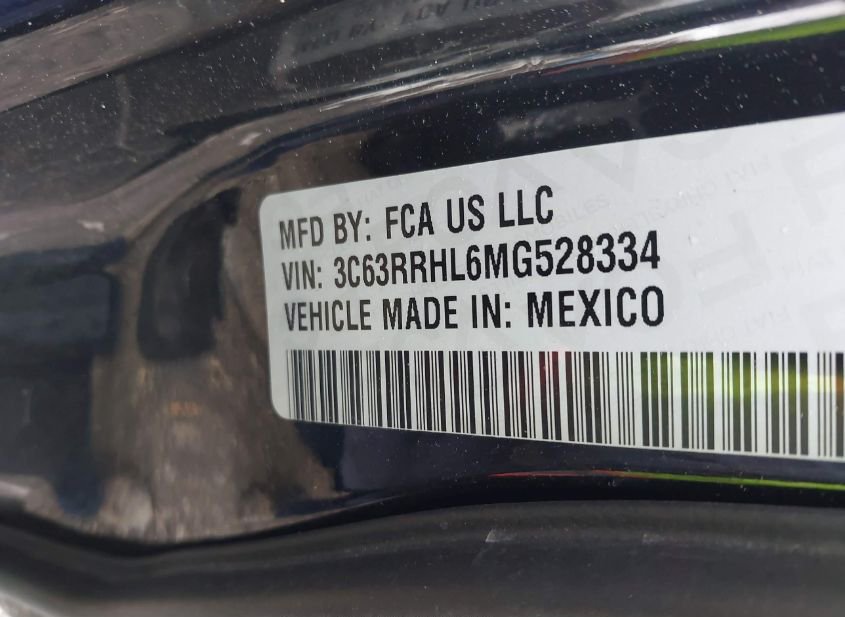 MFD BY: FCA US LLC
VIN: 3C63RRHL6MG528334
VEHICLE MADE IN: MEXICO